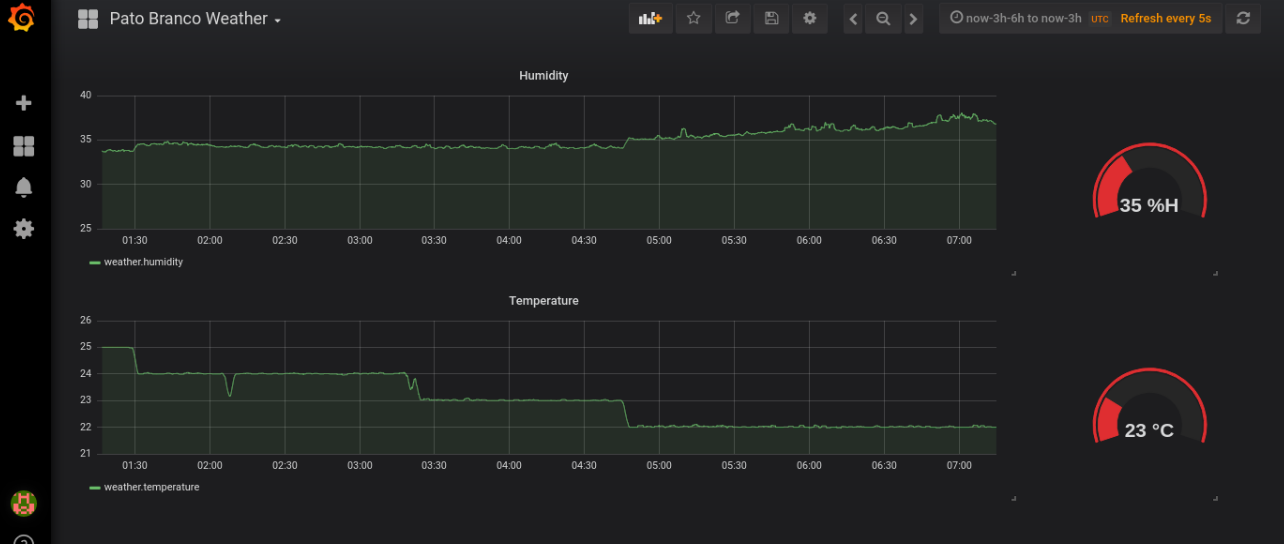 Pato Branco Weather
now-3h-6h to now-3h UTC Refresh every 5s
Humidity
40
35
30
25
01:30 02:00 02:30 03:00 03:30 04:00 04:30 05:00 05:30 06:00 06:30 07:00
weather.humidity
35 %H
Temperature
26
25
24
23
22
21
01:30 02:00 02:30 03:00 03:30 04:00 04:30 05:00 05:30 06:00 06:30 07:00
weather.temperature
23 °C